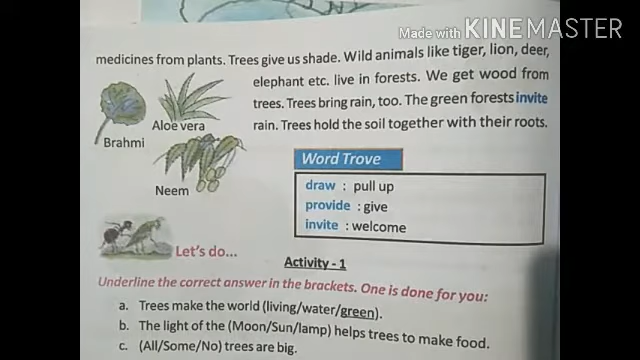 Made with KINEMASTER
medicines from plants. Trees give us shade. Wild animals like tiger, lion, deer,
elephant etc. live in forests. We get wood from
trees. Trees bring rain, too. The green forests invite
rain. Trees hold the soil together with their roots.
Aloe vera
Brahmi
Neem
Word Trove
draw : pull up
provide : give
invite : welcome
Let's do...
Activity - 1
Underline the correct answer in the brackets. One is done for you:
a. Trees make the world (living/water/green).
b. The light of the (Moon/Sun/lamp) helps trees to make food.
c. (All/Some/No) trees are big.